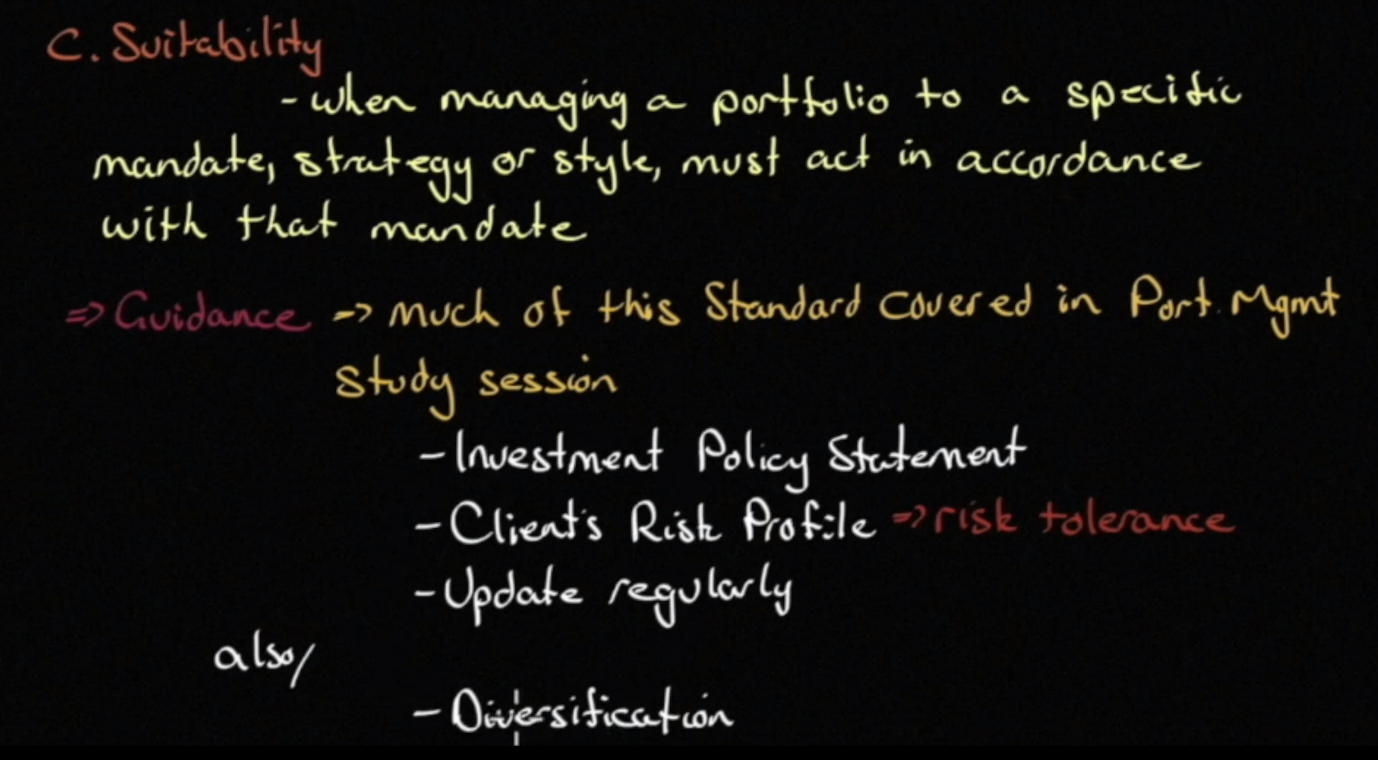 C. Suitability
- when managing a portfolio to a specific
mandate, strategy or style, must act in accordance
with that mandate
=> Guidance -> much of this Standard covered in Port. Mgmt
Study session
- Investment Policy Statement
- Client's Risk Profile => risk tolerance
- Update regularly
also/
- Diversification